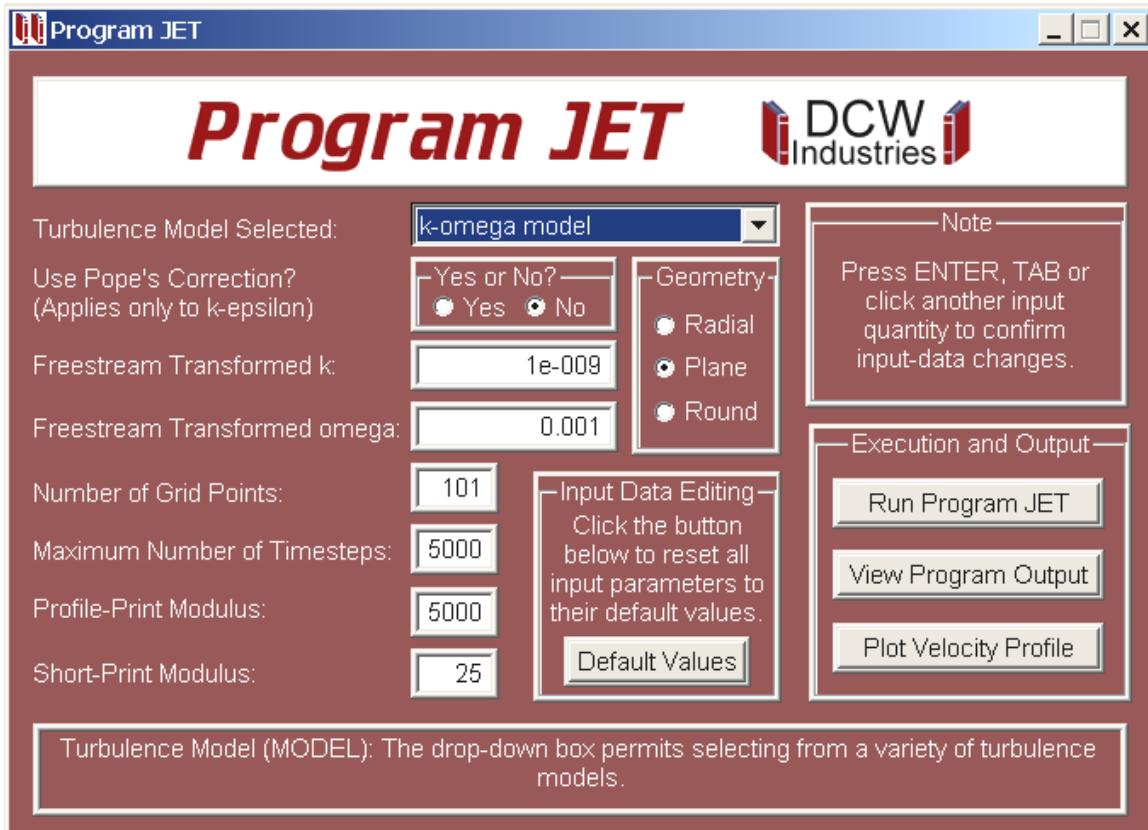 Program JET
Program JET
DCW
Industries
Turbulence Model Selected:
k-omega model
Use Pope's Correction?
(Applies only to k-epsilon)
Yes or No?
Yes No
Geometry
Radial
Plane
Round
Freestream Transformed k:
1e-009
Freestream Transformed omega:
0.001
Number of Grid Points:
101
Maximum Number of Timesteps:
5000
Profile-Print Modulus:
5000
Short-Print Modulus:
25
Input Data Editing
Click the button
below to reset all
input parameters to
their default values.
Default Values
Note
Press ENTER, TAB or
click another input
quantity to confirm
input-data changes.
Execution and Output
Run Program JET
View Program Output
Plot Velocity Profile
Turbulence Model (MODEL): The drop-down box permits selecting from a variety of turbulence
models.